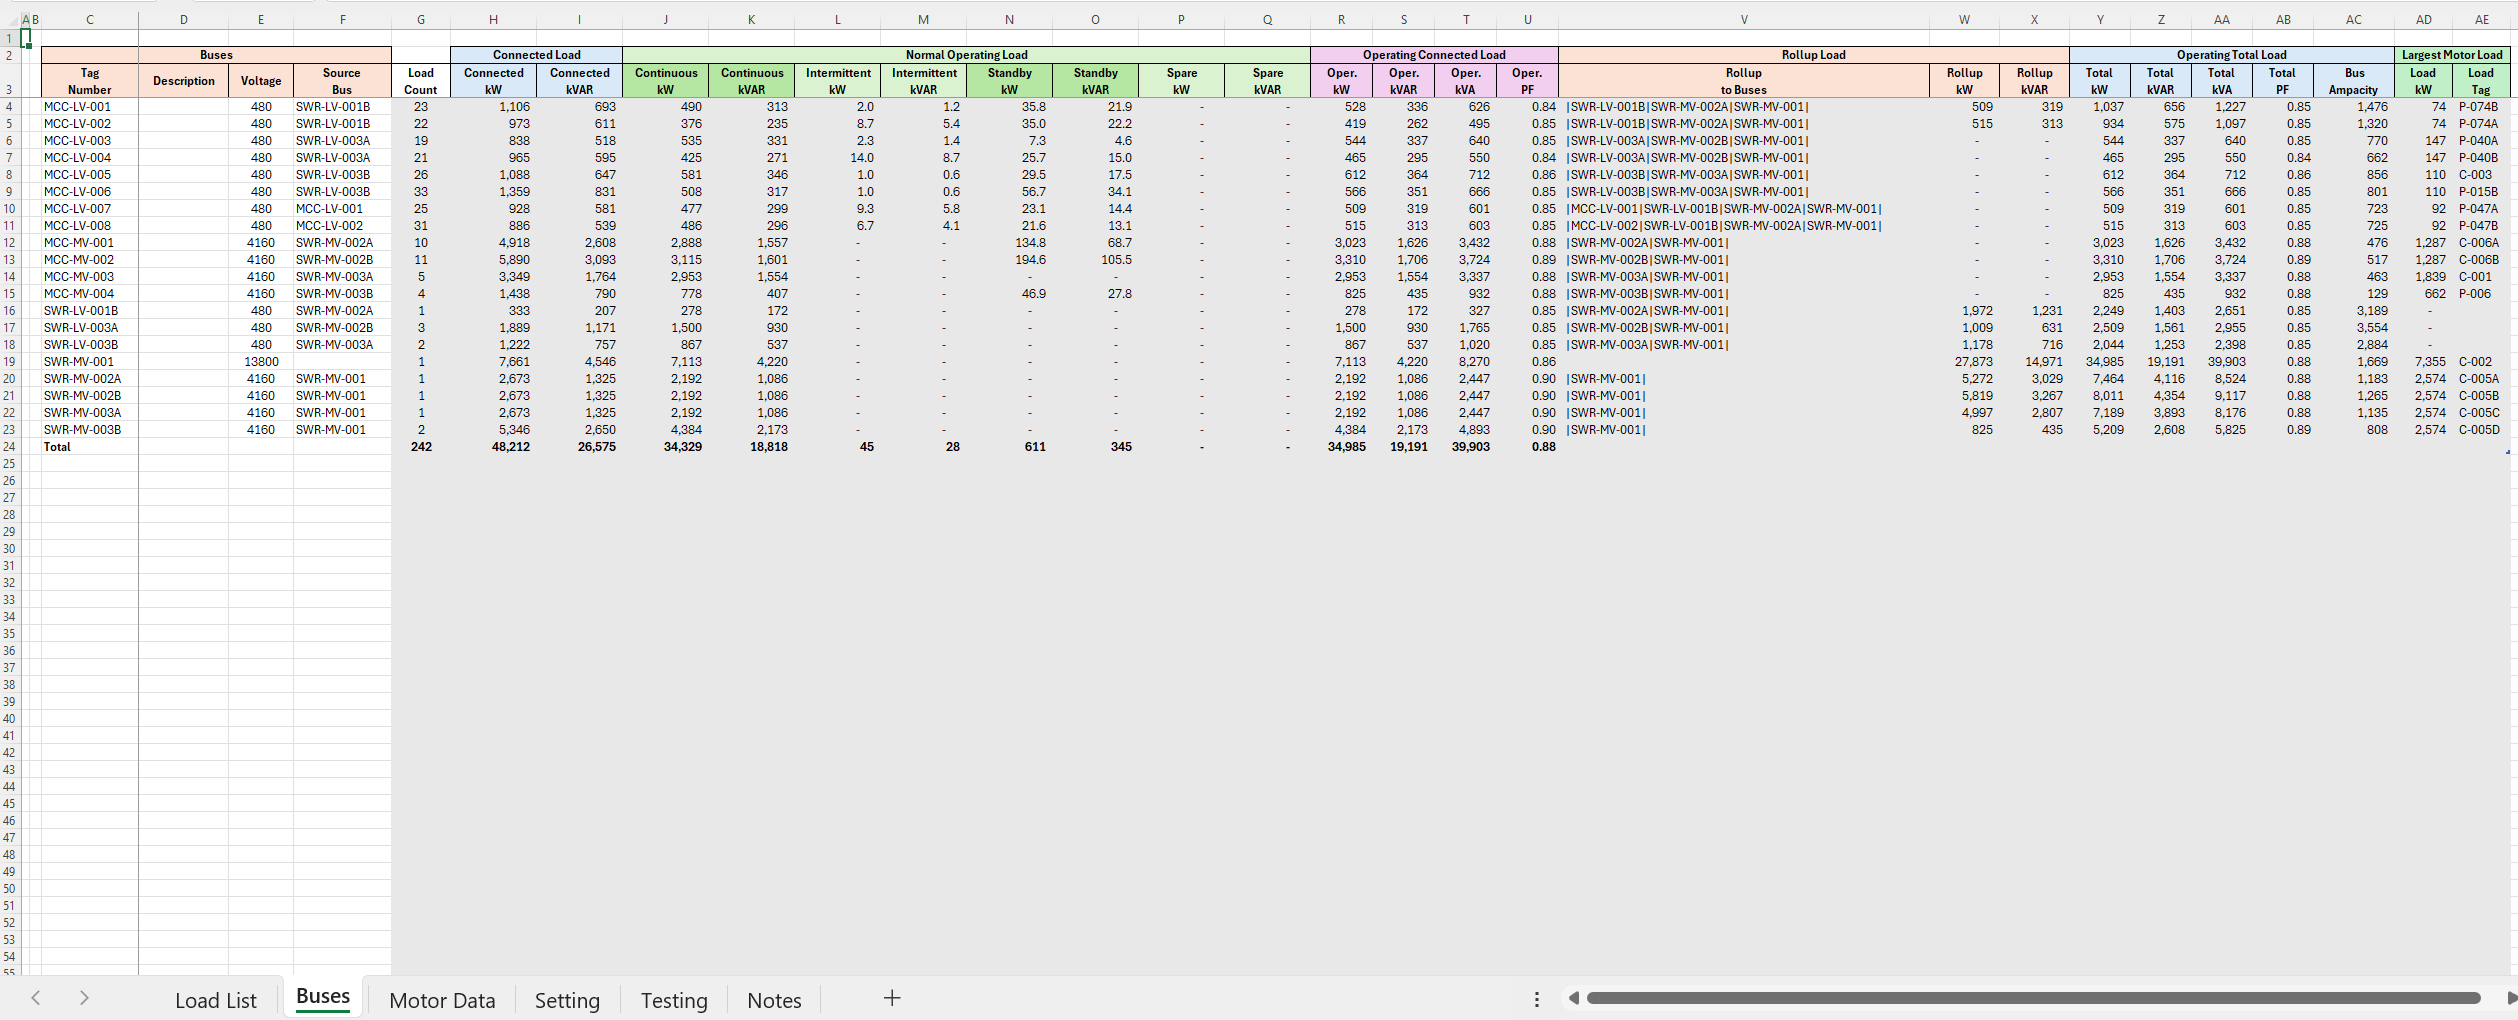 A B C D E F G H I J K L M N O P Q R S T U V W X Y Z AA AB AC AD AE
1
2 Buses Connected Load Normal Operating Load Operating Connected Load Rollup Load Operating Total Load Largest Motor Load
Tag Source Load Connected Connected Continuous Continuous Intermittent Intermittent Standby Standby Spare Spare Oper. Oper. Oper. Oper. Rollup Rollup Rollup Total Total Total Total Bus Load Load
Description Voltage
3 Number Bus Count kW kVAR kW kVAR kW kVAR kW kVAR kW kVAR kW kVAR kVA PF to Buses kW kVAR kW kVAR kVA PF Ampacity kW Tag
4 MCC-LV-001 480 SWR-LV-001B 23 1,106 693 490 313 2.0 1.2 35.8 21.9 - - 528 336 626 0.84 |SWR-LV-001B|SWR-MV-002A|SWR-MV-001| 509 319 1,037 656 1,227 0.85 1,476 74 P-074B
5 MCC-LV-002 480 SWR-LV-001B 22 973 611 376 235 8.7 5.4 35.0 22.2 - - 419 262 495 0.85 |SWR-LV-001B|SWR-MV-002A|SWR-MV-001| 515 313 934 575 1,097 0.85 1,320 74 P-074A
6 MCC-LV-003 480 SWR-LV-003A 19 838 518 535 331 2.3 1.4 7.3 4.6 - - 544 337 640 0.85 |SWR-LV-003A|SWR-MV-002B|SWR-MV-001| - - 544 337 640 0.85 770 147 P-040A
7 MCC-LV-004 480 SWR-LV-003A 21 965 595 425 271 14.0 8.7 25.7 15.0 - - 465 295 550 0.84 |SWR-LV-003A|SWR-MV-002B|SWR-MV-001| - - 465 295 550 0.84 662 147 P-040B
8 MCC-LV-005 480 SWR-LV-003B 26 1,088 647 581 346 1.0 0.6 29.5 17.5 - - 612 364 712 0.86 |SWR-LV-003B|SWR-MV-003A|SWR-MV-001| - - 612 364 712 0.86 856 110 C-003
9 MCC-LV-006 480 SWR-LV-003B 33 1,359 831 508 317 1.0 0.6 56.7 34.1 - - 566 351 666 0.85 |SWR-LV-003B|SWR-MV-003A|SWR-MV-001| - - 566 351 666 0.85 801 110 P-015B
10 MCC-LV-007 480 MCC-LV-001 25 928 581 477 299 9.3 5.8 23.1 14.4 - - 509 319 601 0.85 |MCC-LV-001|SWR-LV-001B|SWR-MV-002A|SWR-MV-001| - - 509 319 601 0.85 723 92 P-047A
11 MCC-LV-008 480 MCC-LV-002 31 886 539 486 296 6.7 4.1 21.6 13.1 - - 515 313 603 0.85 |MCC-LV-002|SWR-LV-001B|SWR-MV-002A|SWR-MV-001| - - 515 313 603 0.85 725 92 P-047B
12 MCC-MV-001 4160 SWR-MV-002A 10 4,918 2,608 2,888 1,557 - - 134.8 68.7 - - 3,023 1,626 3,432 0.88 |SWR-MV-002A|SWR-MV-001| - - 3,023 1,626 3,432 0.88 476 1,287 C-006A
13 MCC-MV-002 4160 SWR-MV-002B 11 5,890 3,093 3,115 1,601 - - 194.6 105.5 - - 3,310 1,706 3,724 0.89 |SWR-MV-002B|SWR-MV-001| - - 3,310 1,706 3,724 0.89 517 1,287 C-006B
14 MCC-MV-003 4160 SWR-MV-003A 5 3,349 1,764 2,953 1,554 - - - - - - 2,953 1,554 3,337 0.88 |SWR-MV-003A|SWR-MV-001| - - 2,953 1,554 3,337 0.88 463 1,839 C-001
15 MCC-MV-004 4160 SWR-MV-003B 4 1,438 790 778 407 - - 46.9 27.8 - - 825 435 932 0.88 |SWR-MV-003B|SWR-MV-001| - - 825 435 932 0.88 129 662 P-006
16 SWR-LV-001B 480 SWR-MV-002A 1 333 207 278 172 - - - - - - 278 172 327 0.85 |SWR-MV-002A|SWR-MV-001| 1,972 1,231 2,249 1,403 2,651 0.85 3,189 -
17 SWR-LV-003A 480 SWR-MV-002B 3 1,889 1,171 1,500 930 - - - - - - 1,500 930 1,765 0.85 |SWR-MV-002B|SWR-MV-001| 1,009 631 2,509 1,561 2,955 0.85 3,554 -
18 SWR-LV-003B 480 SWR-MV-003A 2 1,222 757 867 537 - - - - - - 867 537 1,020 0.85 |SWR-MV-003A|SWR-MV-001| 1,178 716 2,044 1,253 2,398 0.85 2,884 -
19 SWR-MV-001 13800 1 7,661 4,546 7,113 4,220 - - - - - - 7,113 4,220 8,270 0.86 27,873 14,971 34,985 19,191 39,903 0.88 1,669 7,355 C-002
20 SWR-MV-002A 4160 SWR-MV-001 1 2,673 1,325 2,192 1,086 - - - - - - 2,192 1,086 2,447 0.90 |SWR-MV-001| 5,272 3,029 7,464 4,116 8,524 0.88 1,183 2,574 C-005A
21 SWR-MV-002B 4160 SWR-MV-001 1 2,673 1,325 2,192 1,086 - - - - - - 2,192 1,086 2,447 0.90 |SWR-MV-001| 5,819 3,267 8,011 4,354 9,117 0.88 1,265 2,574 C-005B
22 SWR-MV-003A 4160 SWR-MV-001 1 2,673 1,325 2,192 1,086 - - - - - - 2,192 1,086 2,447 0.90 |SWR-MV-001| 4,997 2,807 7,189 3,893 8,176 0.88 1,135 2,574 C-005C
23 SWR-MV-003B 4160 SWR-MV-001 2 5,346 2,650 4,384 2,173 - - - - - - 4,384 2,173 4,893 0.90 |SWR-MV-001| 825 435 5,209 2,608 5,825 0.89 808 2,574 C-005D
24 Total 242 48,212 26,575 34,329 18,818 45 28 611 345 - - 34,985 19,191 39,903 0.88
25
26
27
28
29
30
31
32
33
34
35
36
37
38
39
40
41
42
43
44
45
46
47
48
49
50
51
52
53
54
55
Load List Buses Motor Data Setting Testing Notes +